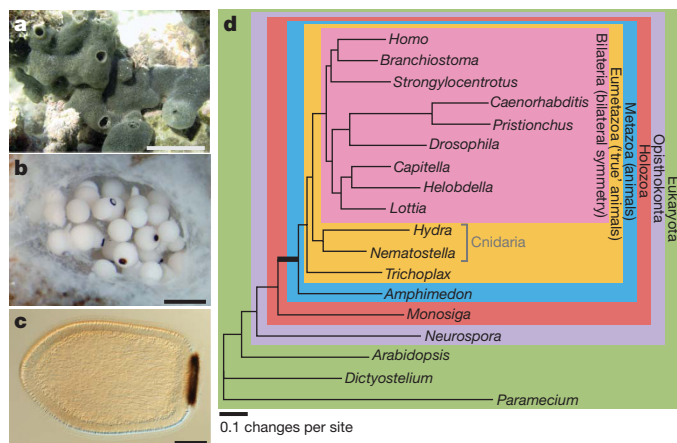 a
b
c
d
Homo
Branchiostoma
Strongylocentrotus
Caenorhabditis
Pristionchus
Drosophila
Capitella
Helobdella
Lottia
Hydra
Nematostella
Cnidaria
Trichoplax
Amphimedon
Monosiga
Neurospora
Arabidopsis
Dictyostelium
Paramecium
Bilateria (bilateral symmetry)
Eumetazoa (‘true’ animals)
Metazoa (animals)
Holozoa
Opisthokonta
Eukaryota
0.1 changes per site